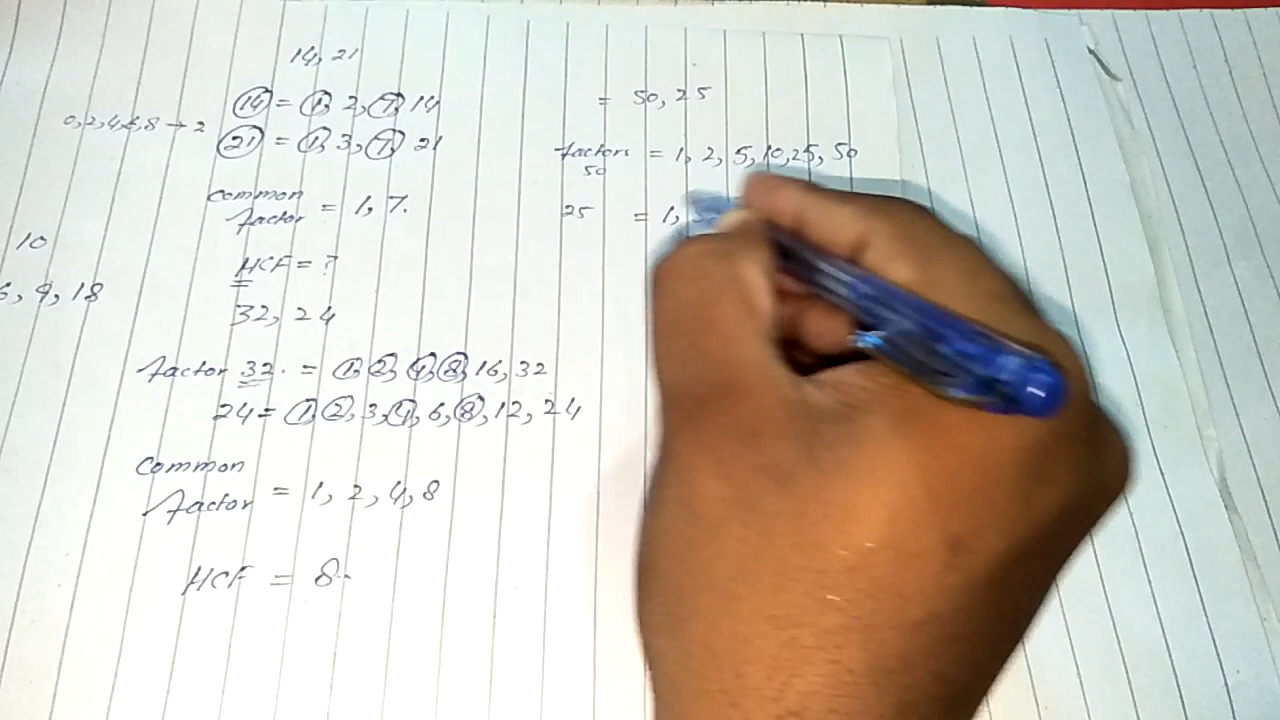 14, 21
14 = 1, 2, 7, 14
0,2,4,6,8 → 2
21 = 1, 3, 7, 21
common
factor = 1, 7.
10
HCF = ?
6, 9, 18
32, 24
factor 32. = 1, 2, 4, 8, 16, 32
24 = 1, 2, 3, 4, 6, 8, 12, 24
common
factor = 1, 2, 4, 8
HCF = 8.
= 50, 25
factors = 1, 2, 5, 10, 25, 50
50
25 = 1, 5